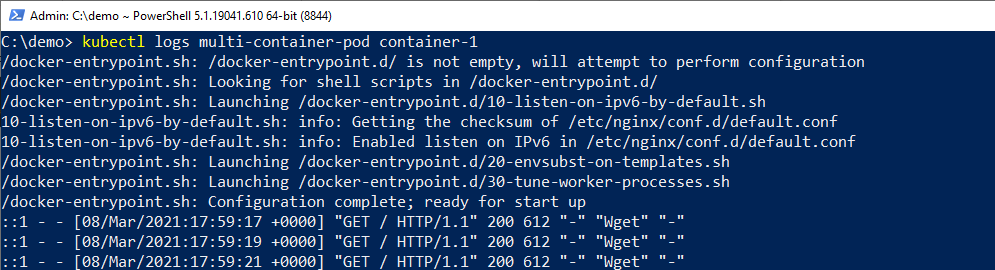 Admin: C:\demo ~ PowerShell 5.1.19041.610 64-bit (8844)
C:\demo> kubectl logs multi-container-pod container-1
/docker-entrypoint.sh: /docker-entrypoint.d/ is not empty, will attempt to perform configuration
/docker-entrypoint.sh: Looking for shell scripts in /docker-entrypoint.d/
/docker-entrypoint.sh: Launching /docker-entrypoint.d/10-listen-on-ipv6-by-default.sh
10-listen-on-ipv6-by-default.sh: info: Getting the checksum of /etc/nginx/conf.d/default.conf
10-listen-on-ipv6-by-default.sh: info: Enabled listen on IPv6 in /etc/nginx/conf.d/default.conf
/docker-entrypoint.sh: Launching /docker-entrypoint.d/20-envsubst-on-templates.sh
/docker-entrypoint.sh: Launching /docker-entrypoint.d/30-tune-worker-processes.sh
/docker-entrypoint.sh: Configuration complete; ready for start up
::1 - - [08/Mar/2021:17:59:17 +0000] "GET / HTTP/1.1" 200 612 "-" "Wget" "-"
::1 - - [08/Mar/2021:17:59:19 +0000] "GET / HTTP/1.1" 200 612 "-" "Wget" "-"
::1 - - [08/Mar/2021:17:59:21 +0000] "GET / HTTP/1.1" 200 612 "-" "Wget" "-"